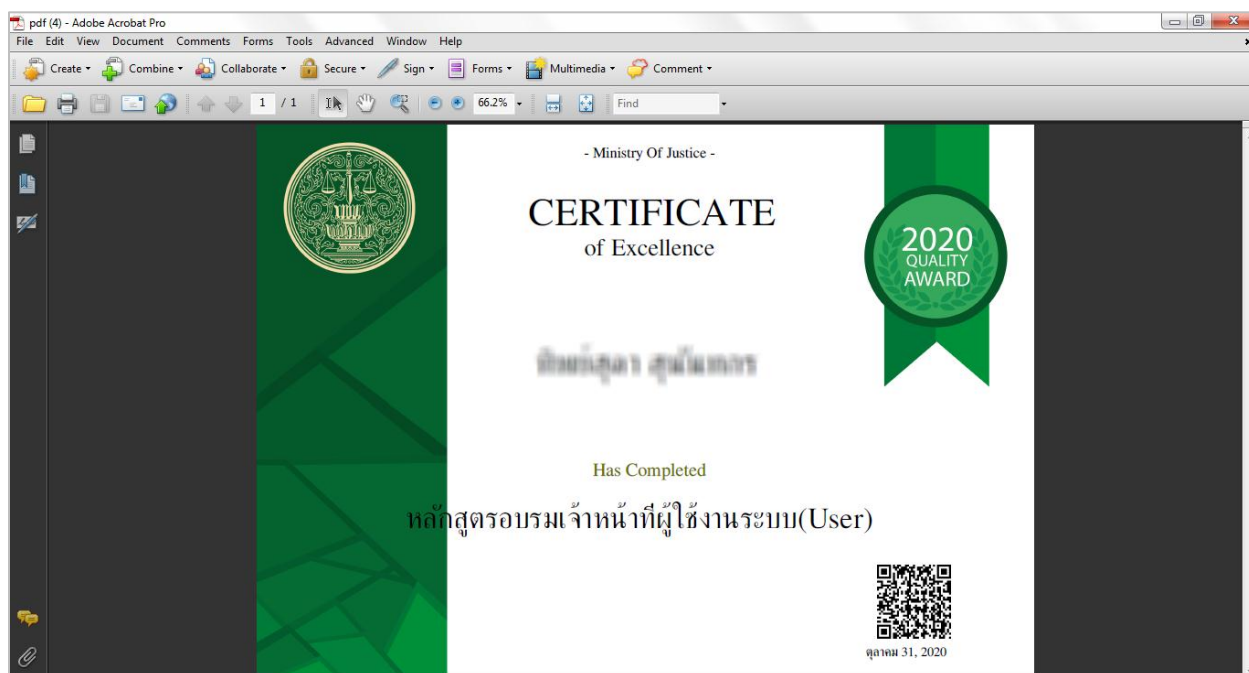 pdf (4) - Adobe Acrobat Pro
File Edit View Document Comments Forms Tools Advanced Window Help
Create Combine Collaborate Secure Sign Forms Multimedia Comment
1 / 1 66.2% Find
- Ministry Of Justice -
CERTIFICATE
of Excellence
2020
QUALITY
AWARD
Has Completed
หลักสูตรอบรมเจ้าหน้าที่ผู้ใช้งานระบบ(User)
ตุลาคม 31, 2020